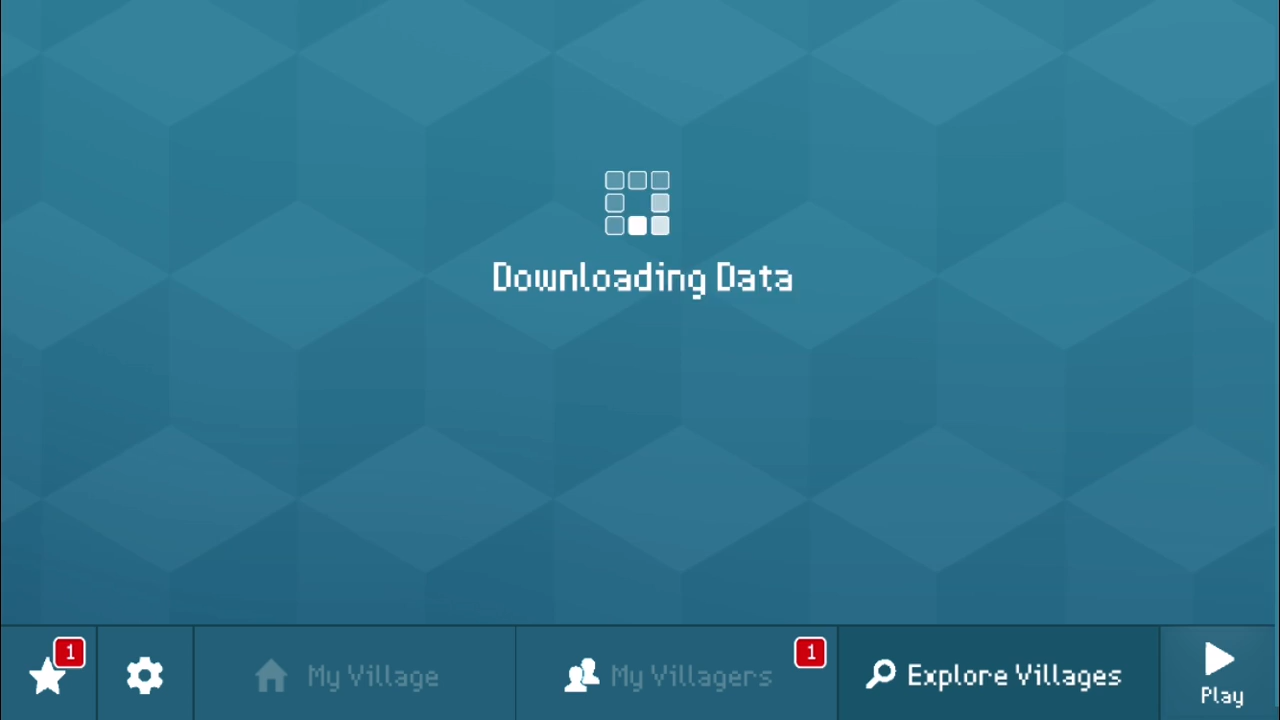 Downloading Data
1
My Village
My Villagers
1
Explore Villages
Play